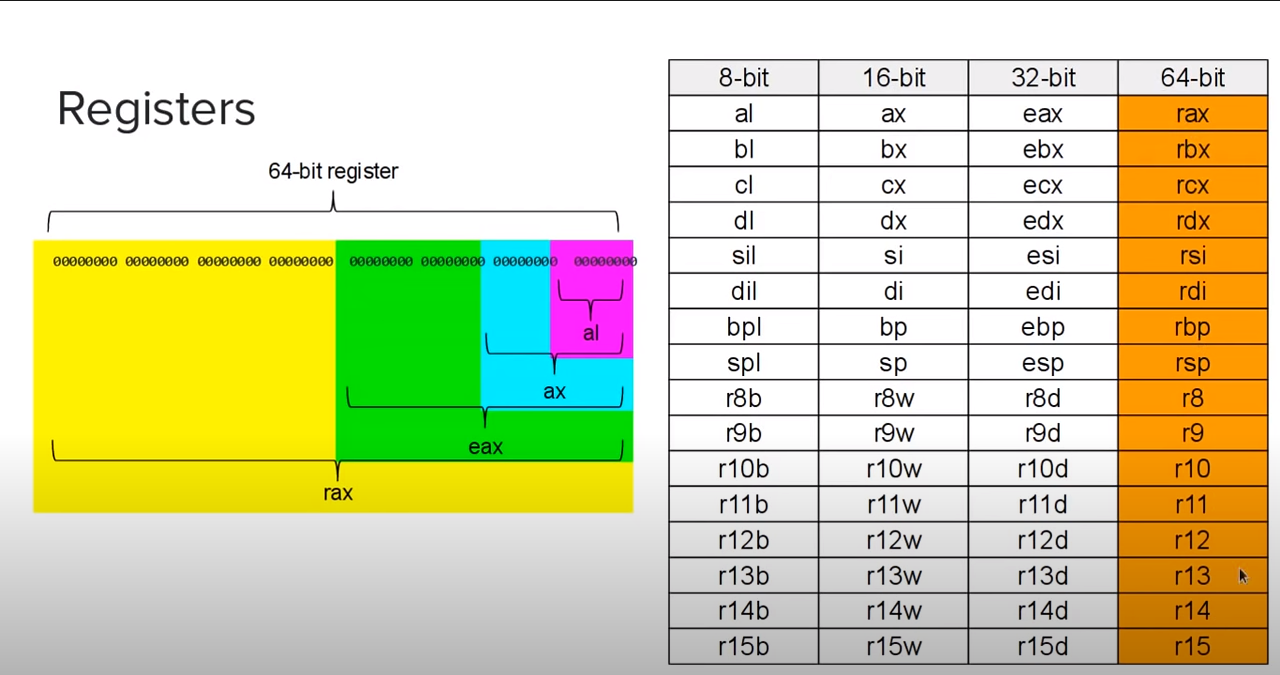 Registers
64-bit register
00000000 00000000 00000000 00000000 00000000 00000000 00000000 00000000
al
ax
eax
rax
8-bit 16-bit 32-bit 64-bit
al ax eax rax
bl bx ebx rbx
cl cx ecx rcx
dl dx edx rdx
sil si esi rsi
dil di edi rdi
bpl bp ebp rbp
spl sp esp rsp
r8b r8w r8d r8
r9b r9w r9d r9
r10b r10w r10d r10
r11b r11w r11d r11
r12b r12w r12d r12
r13b r13w r13d r13
r14b r14w r14d r14
r15b r15w r15d r15